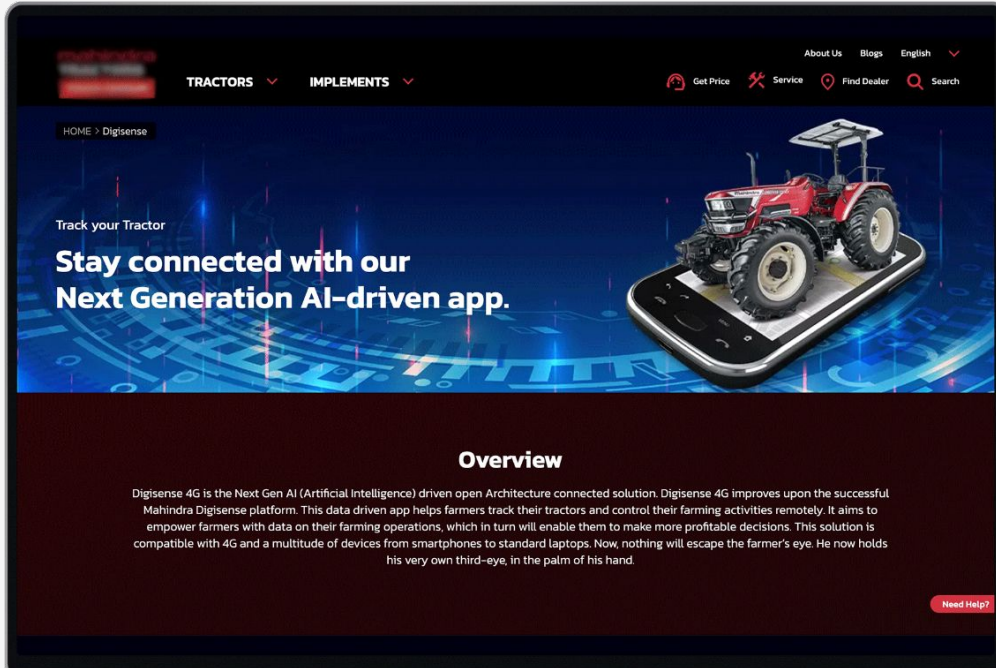 mahindra
TRACTORS
TRACTORS
IMPLEMENTS
About Us
Blogs
English
Get Price
Service
Find Dealer
Search
HOME > Digisense
Track your Tractor
Stay connected with our
Next Generation AI-driven app.
Overview
Digisense 4G is the Next Gen AI (Artificial Intelligence) driven open Architecture connected solution. Digisense 4G improves upon the successful
Mahindra Digisense platform. This data driven app helps farmers track their tractors and control their farming activities remotely. It aims to
empower farmers with data on their farming operations, which in turn will enable them to make more profitable decisions. This solution is
compatible with 4G and a multitude of devices from smartphones to standard laptops. Now, nothing will escape the farmer's eye. He now holds
his very own third-eye, in the palm of his hand.
Need Help?